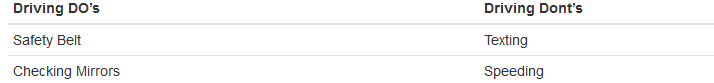 Driving DO's Driving Dont's
Safety Belt Texting
Checking Mirrors Speeding